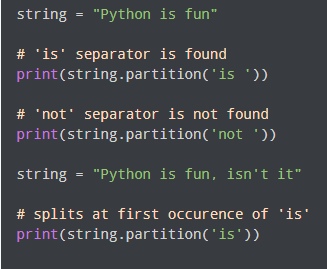 string = "Python is fun"
# 'is' separator is found
print(string.partition('is '))
# 'not' separator is not found
print(string.partition('not '))
string = "Python is fun, isn't it"
# splits at first occurence of 'is'
print(string.partition('is'))